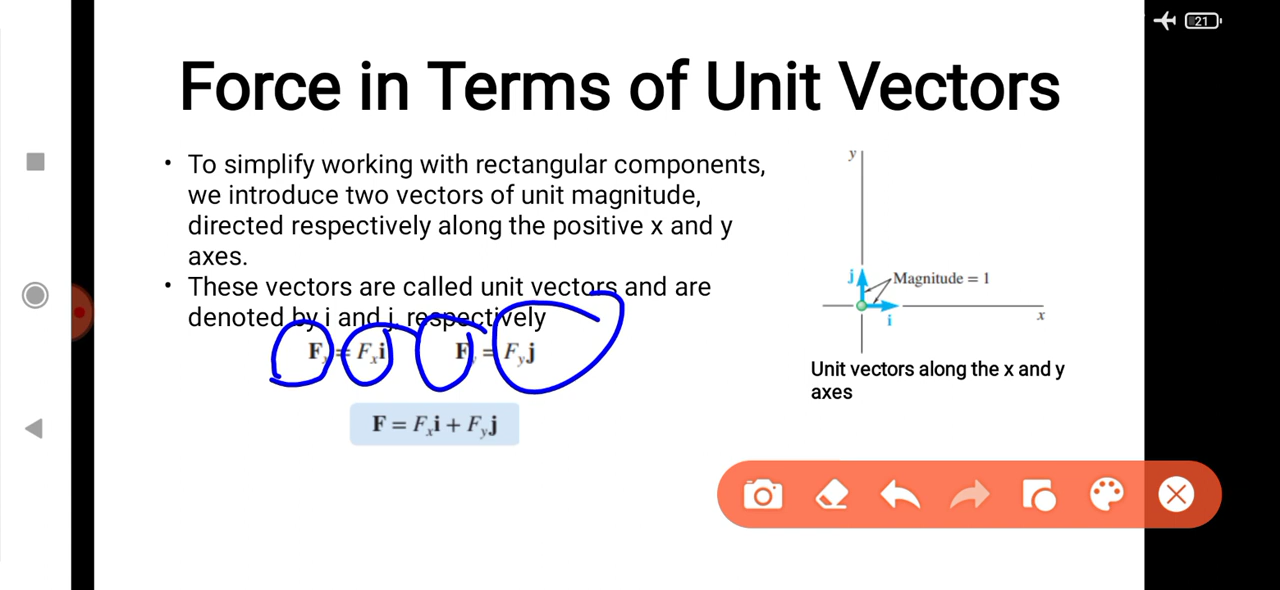 21
Force in Terms of Unit Vectors
• To simplify working with rectangular components,
we introduce two vectors of unit magnitude,
directed respectively along the positive x and y
axes.
• These vectors are called unit vectors and are
denoted by i and j, respectively
F = Fₓi F = Fᵧj
F = Fₓi + Fᵧj
y
j
Magnitude = 1
i
x
Unit vectors along the x and y
axes